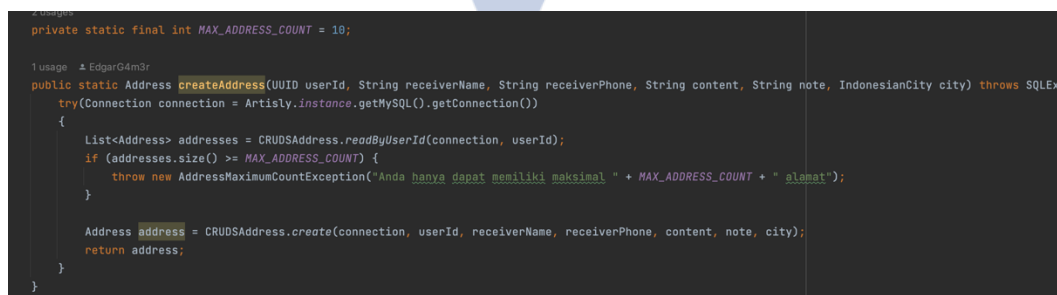 2 usages
private static final int MAX_ADDRESS_COUNT = 10;
1 usage EdgarG4m3r
public static Address createAddress(UUID userId, String receiverName, String receiverPhone, String content, String note, IndonesianCity city) throws SQLEx
try(Connection connection = Artisly.instance.getMySQL().getConnection())
{
List<Address> addresses = CRUDSAddress.readByUserId(connection, userId);
if (addresses.size() >= MAX_ADDRESS_COUNT) {
throw new AddressMaximumCountException("Anda hanya dapat memiliki maksimal " + MAX_ADDRESS_COUNT + " alamat");
}
Address address = CRUDSAddress.create(connection, userId, receiverName, receiverPhone, content, note, city);
return address;
}
}